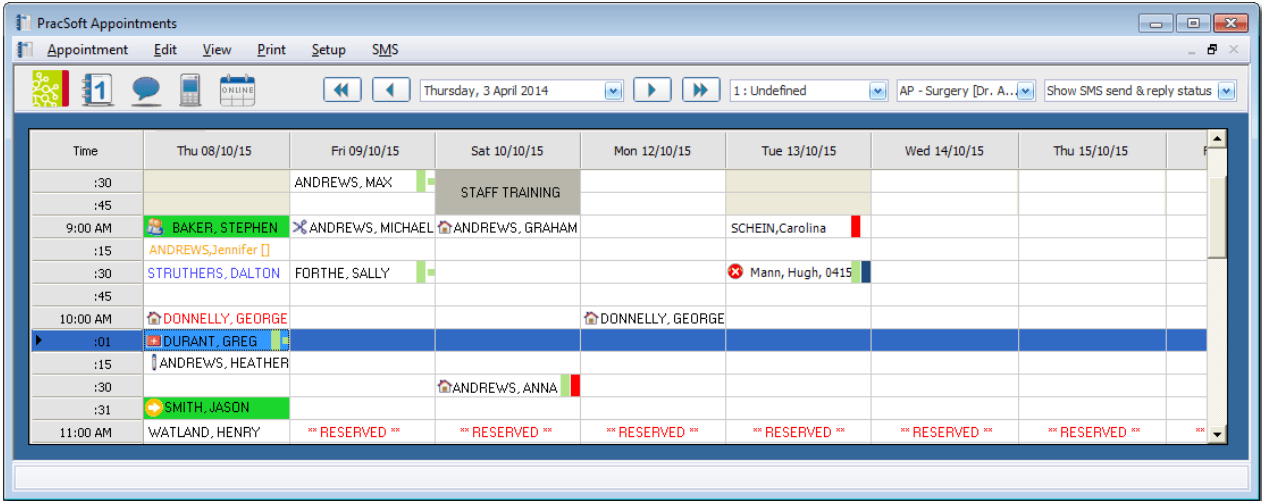 PracSoft Appointments
Appointment Edit View Print Setup SMS
1 ONLINE Thursday, 3 April 2014 1 : Undefined AP - Surgery [Dr. A... Show SMS send & reply status
Time Thu 08/10/15 Fri 09/10/15 Sat 10/10/15 Mon 12/10/15 Tue 13/10/15 Wed 14/10/15 Thu 15/10/15 F
:30 ANDREWS, MAX STAFF TRAINING
:45
9:00 AM BAKER, STEPHEN ANDREWS, MICHAEL ANDREWS, GRAHAM SCHEIN,Carolina
:15 ANDREWS,Jennifer []
:30 STRUTHERS, DALTON FORTHE, SALLY Mann, Hugh, 0415
:45
10:00 AM DONNELLY, GEORGE DONNELLY, GEORGE
:01 DURANT, GREG
:15 ANDREWS, HEATHER
:30 ANDREWS, ANNA
:31 SMITH, JASON
11:00 AM WATLAND, HENRY ** RESERVED ** ** RESERVED ** ** RESERVED ** ** RESERVED ** ** RESERVED ** ** RESERVED ** **